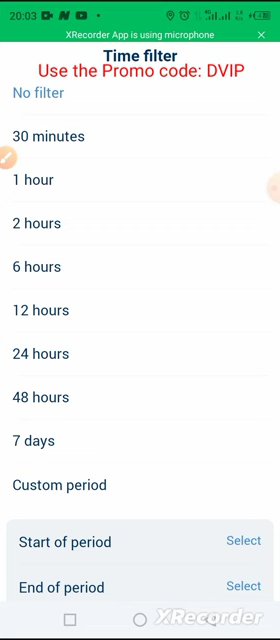 20:03
XRecorder App is using microphone
Time filter
Use the Promo code: DVIP
No filter
30 minutes
1 hour
2 hours
6 hours
12 hours
24 hours
48 hours
7 days
Custom period
Start of period Select
End of period Select
XRecorder